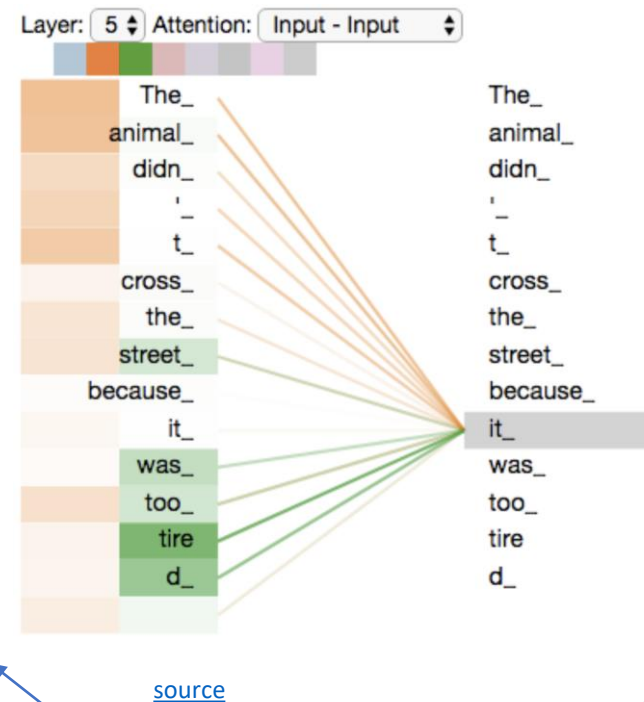 Layer: 5 Attention: Input - Input
The_ The_
animal_ animal_
didn_ didn_
'_ '_
t_ t_
cross_ cross_
the_ the_
street_ street_
because_ because_
it_ it_
was_ was_
too_ too_
tire tire
d_ d_
source